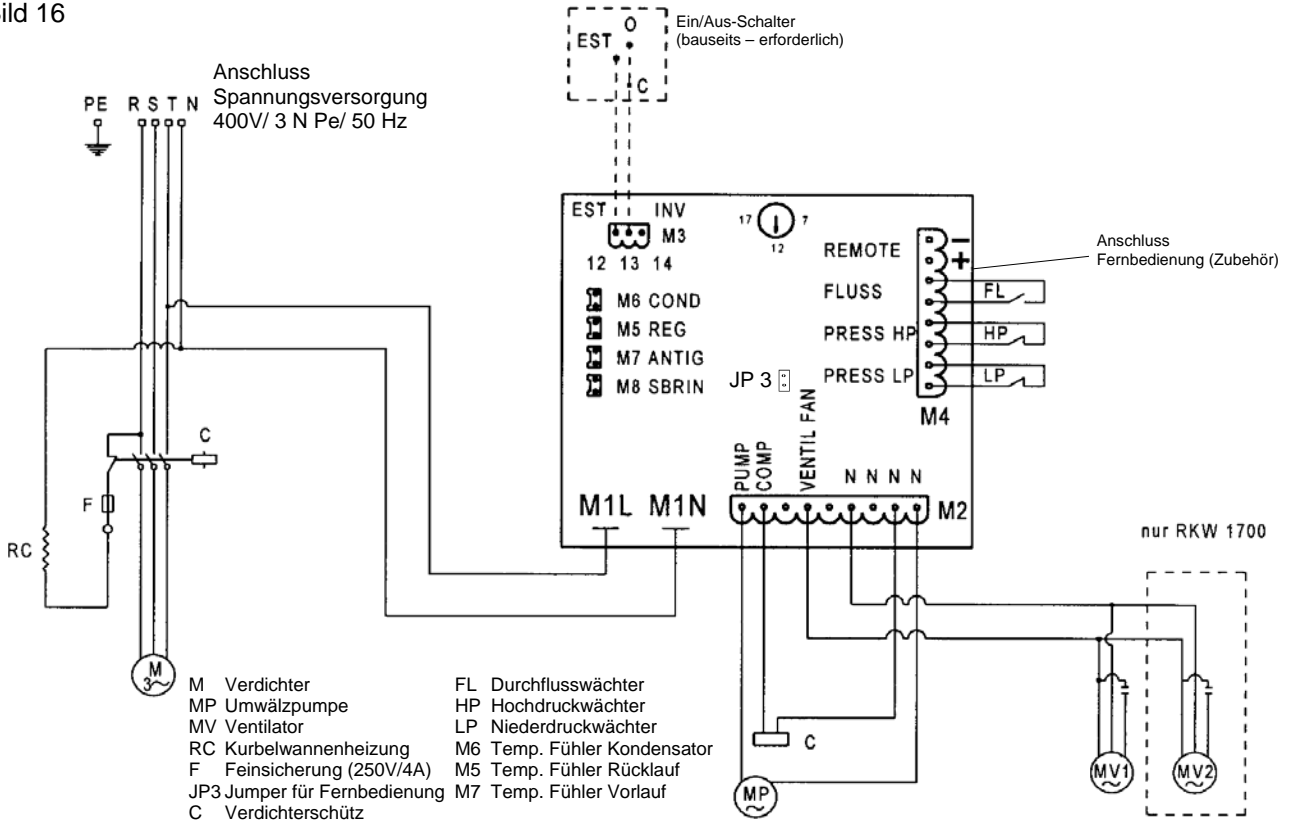 ild 16
O
EST
C
Ein/Aus-Schalter
(bauseits – erforderlich)
Anschluss
Spannungsversorgung
400V/ 3 N Pe/ 50 Hz
PE R S T N
EST INV
M3
12 13 14
17 7
12
REMOTE
− 
+
Anschluss
Fernbedienung (Zubehör)
M6 COND
M5 REG
M7 ANTIG
M8 SBRIN
FLUSS FL
PRESS HP HP
PRESS LP LP
JP 3
M4
PUMP
COMP
VENTIL FAN
N N N N
M1L M1N
M2
C
F
RC
nur RKW 1700
M
3~
C
MP
~
MV1
~
MV2
~
M Verdichter
MP Umwälzpumpe
MV Ventilator
RC Kurbelwannenheizung
F Feinsicherung (250V/4A)
JP3 Jumper für Fernbedienung
C Verdichterschütz
FL Durchflusswächter
HP Hochdruckwächter
LP Niederdruckwächter
M6 Temp. Fühler Kondensator
M5 Temp. Fühler Rücklauf
M7 Temp. Fühler Vorlauf